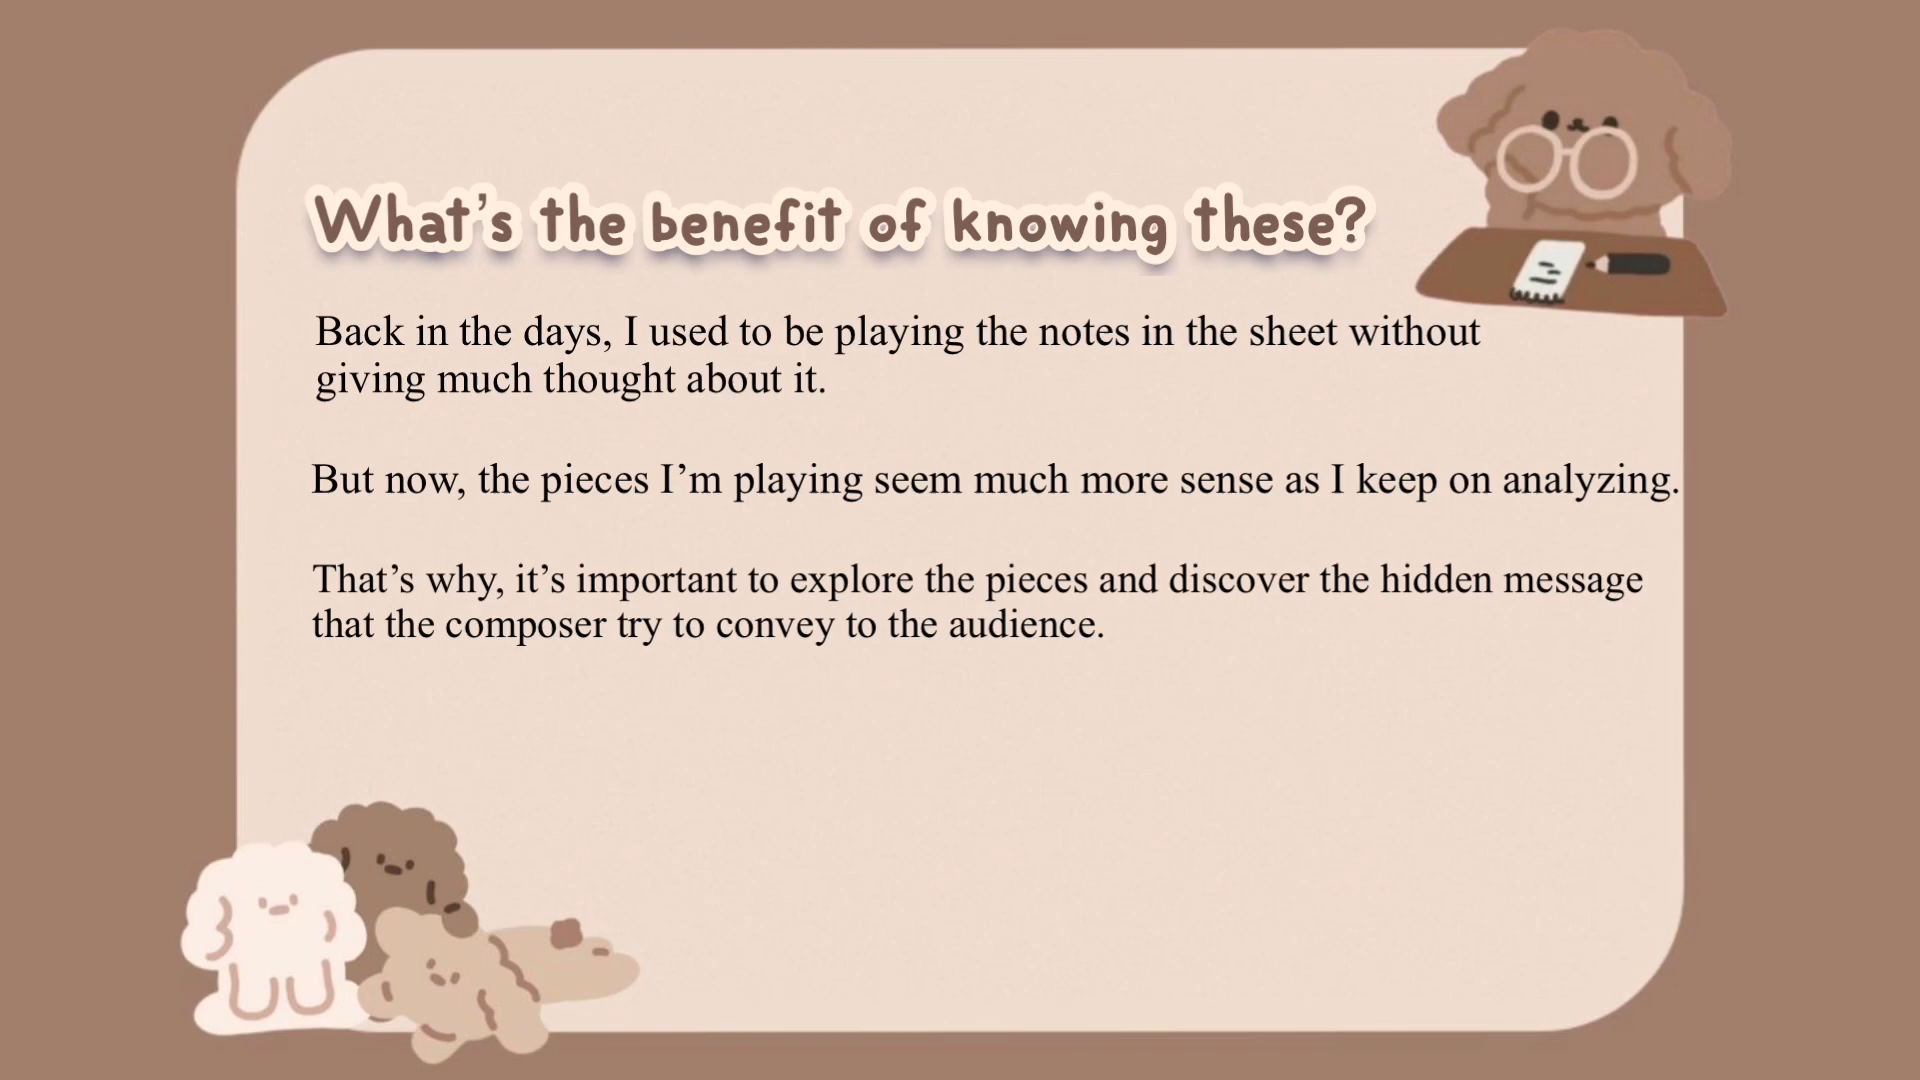 What’s the benefit of knowing these?
Back in the days, I used to be playing the notes in the sheet without
giving much thought about it.
But now, the pieces I’m playing seem much more sense as I keep on analyzing.
That’s why, it’s important to explore the pieces and discover the hidden message
that the composer try to convey to the audience.